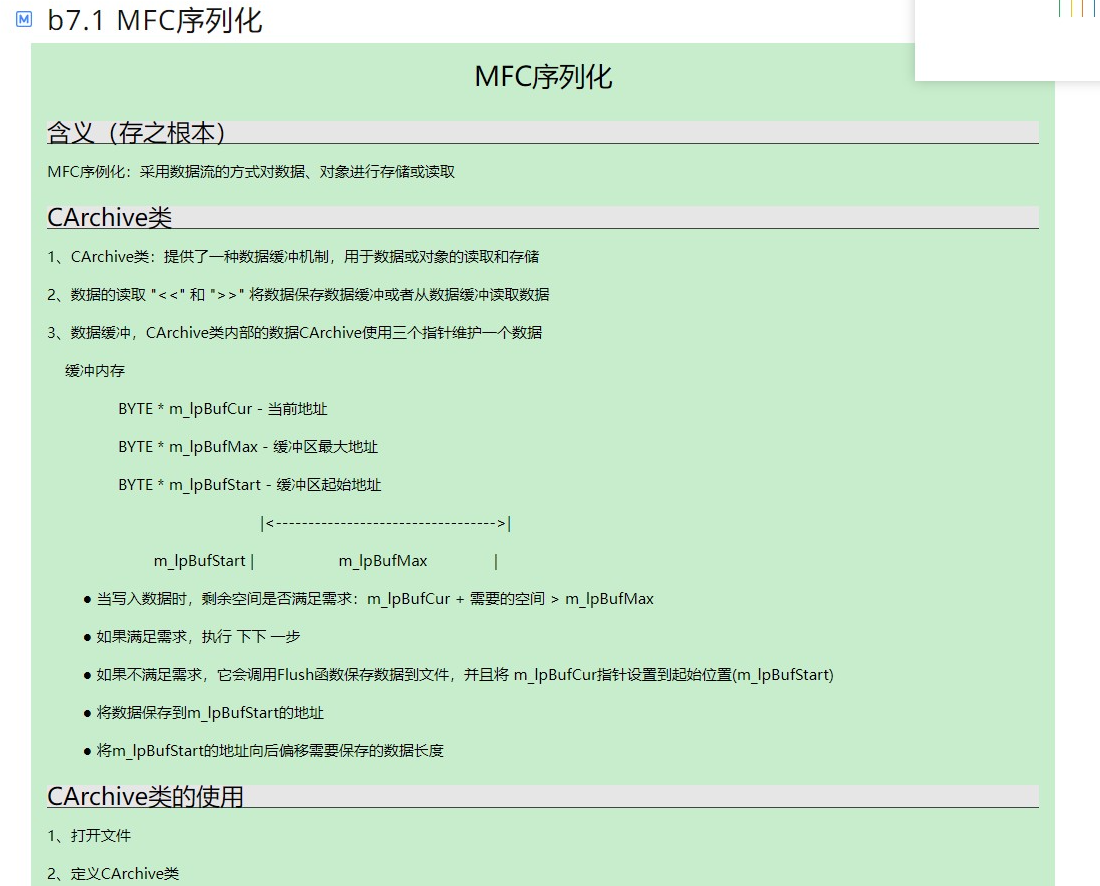 b7.1 MFC序列化
MFC序列化
含义（存之根本）
MFC序例化：采用数据流的方式对数据、对象进行存储或读取
CArchive类
1、CArchive类：提供了一种数据缓冲机制，用于数据或对象的读取和存储
2、数据的读取 "<<" 和 ">>" 将数据保存数据缓冲或者从数据缓冲读取数据
3、数据缓冲，CArchive类内部的数据CArchive使用三个指针维护一个数据
缓冲内存
BYTE * m_lpBufCur - 当前地址
BYTE * m_lpBufMax - 缓冲区最大地址
BYTE * m_lpBufStart - 缓冲区起始地址
|<---------------------------------->|
m_lpBufStart | m_lpBufMax |
● 当写入数据时，剩余空间是否满足需求：m_lpBufCur + 需要的空间 > m_lpBufMax
● 如果满足需求，执行 下下 一步
● 如果不满足需求，它会调用Flush函数保存数据到文件，并且将 m_lpBufCur指针设置到起始位置(m_lpBufStart)
● 将数据保存到m_lpBufStart的地址
● 将m_lpBufStart的地址向后偏移需要保存的数据长度
CArchive类的使用
1、打开文件
2、定义CArchive类